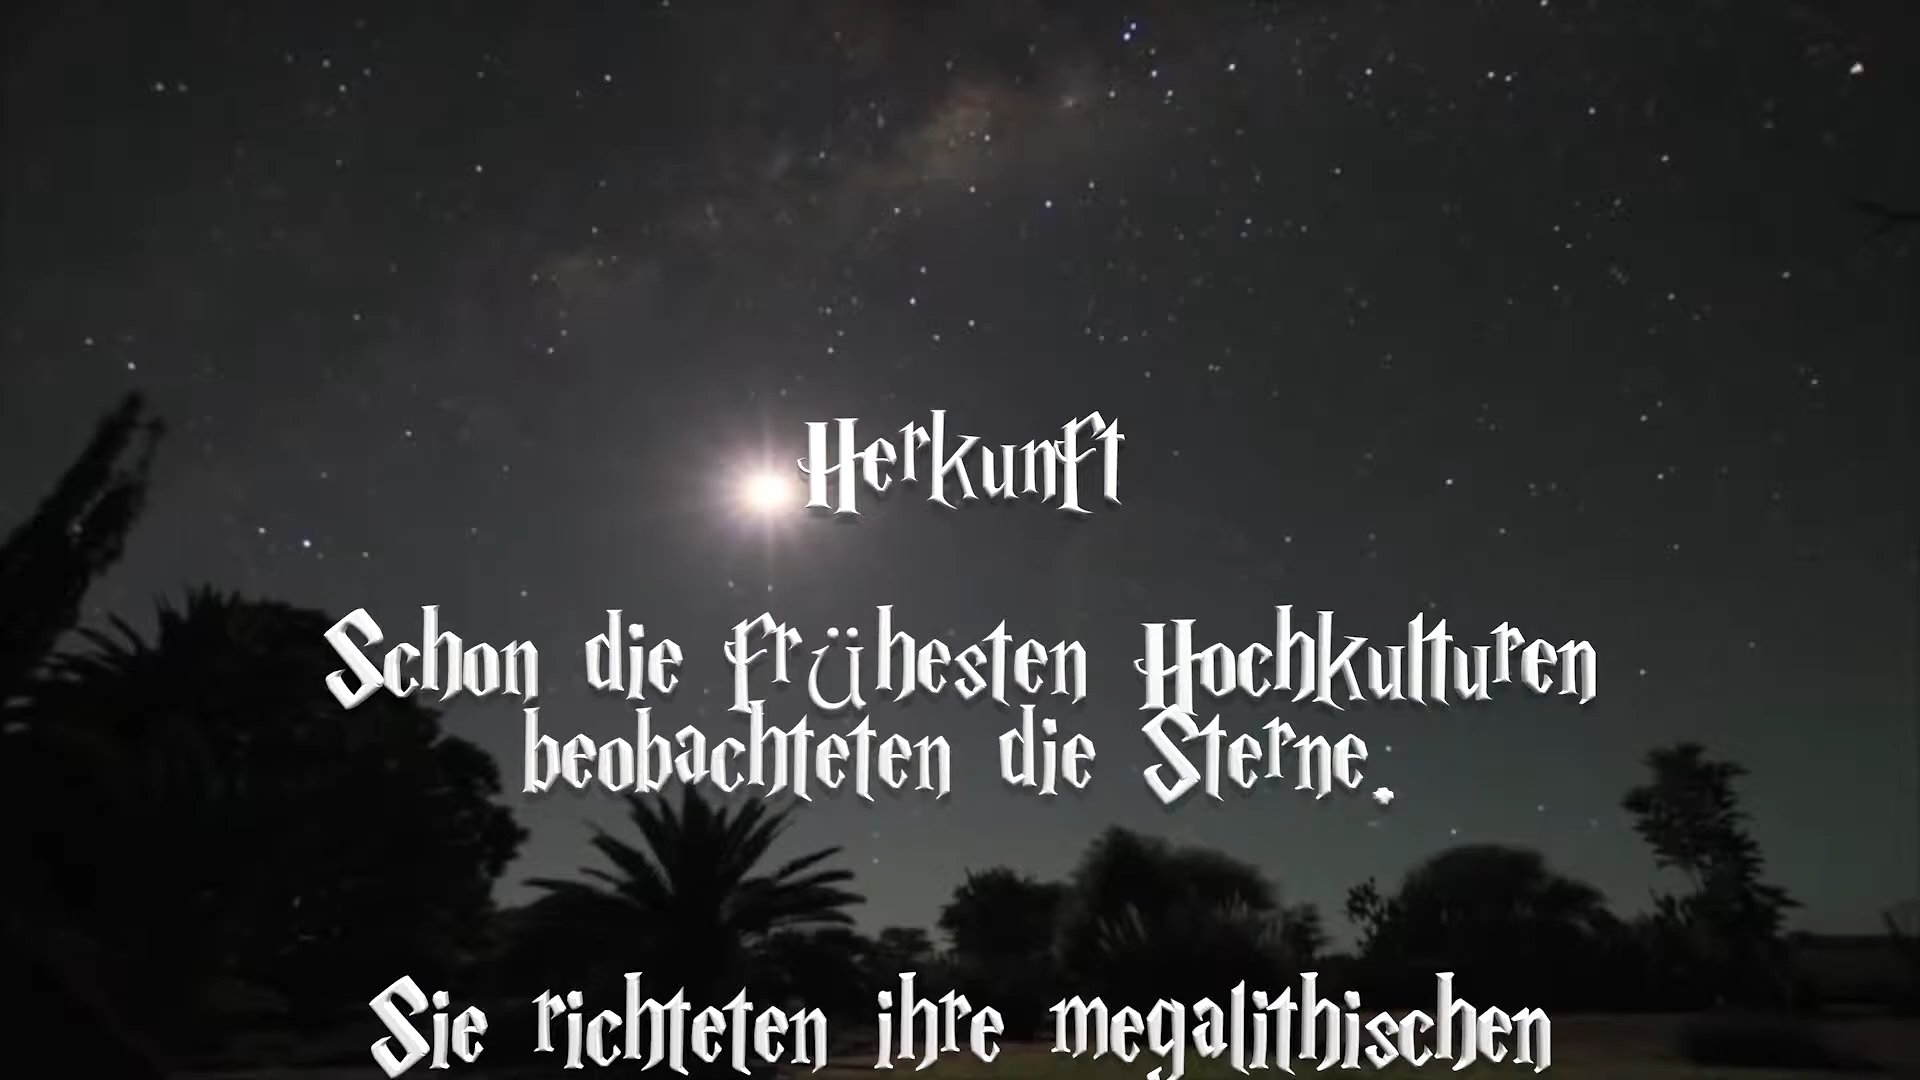 Herkunft
Schon die frühesten Hochkulturen
beobachteten die Sterne.
Sie richteten ihre megalithischen